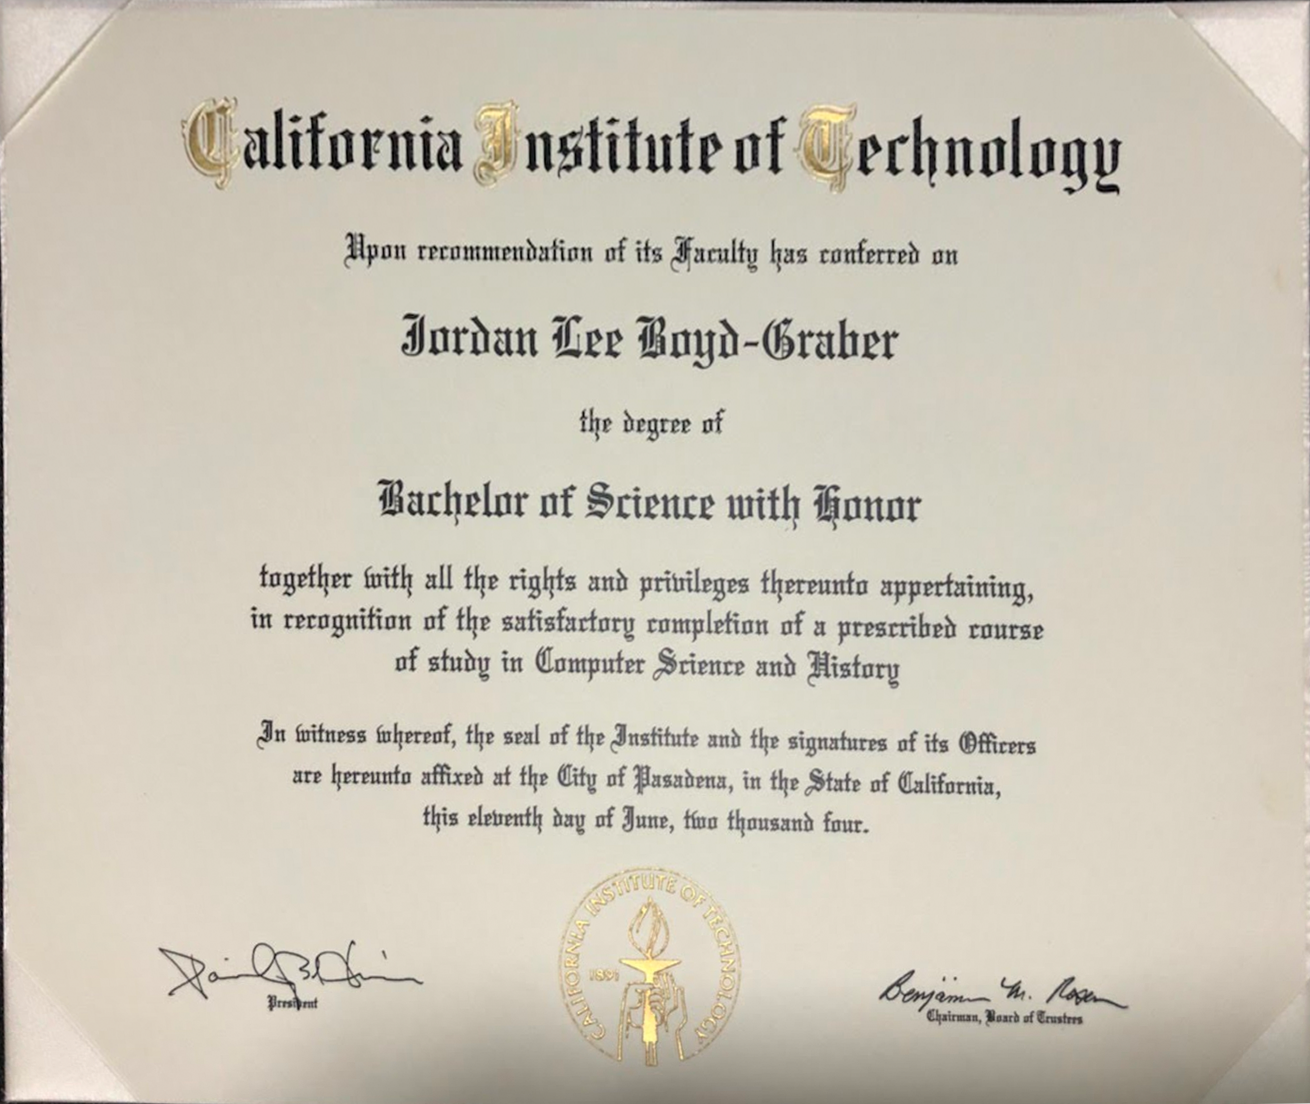 California Institute of Technology
Upon recommendation of its Faculty has conferred on
Jordan Lee Boyd-Graber
the degree of
Bachelor of Science with Honor
together with all the rights and privileges thereunto appertaining,
in recognition of the satisfactory completion of a prescribed course
of study in Computer Science and History
In witness whereof, the seal of the Institute and the signatures of its Officers
are hereunto affixed at the City of Pasadena, in the State of California,
this eleventh day of June, two thousand four.
CALIFORNIA INSTITUTE OF TECHNOLOGY
1891
President
Benjamin M. Rosen
Chairman, Board of Trustees